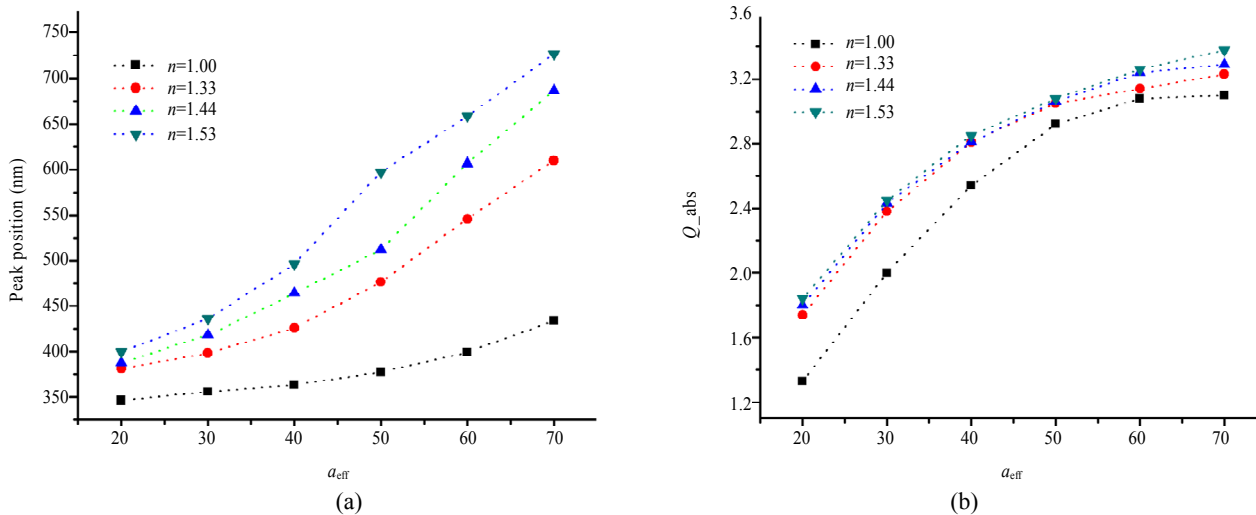 750
700
650
600
550
500
450
400
350
Peak position (nm)
n=1.00
n=1.33
n=1.44
n=1.53
20 30 40 50 60 70
a_eff
(a)
3.6
3.2
2.8
2.4
2.0
1.6
1.2
Q_abs
n=1.00
n=1.33
n=1.44
n=1.53
20 30 40 50 60 70
a_eff
(b)